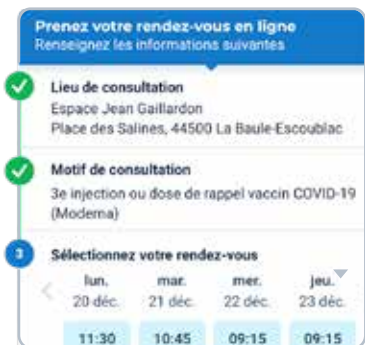 Prenez votre rendez-vous en ligne
Renseignez les informations suivantes
Lieu de consultation
Espace Jean Gaillardon
Place des Salines, 44500 La Baule-Escoublac
Motif de consultation
3e injection ou dose de rappel vaccin COVID-19
(Moderna)
3 Sélectionnez votre rendez-vous
lun. mar. mer. jeu.
20 déc. 21 déc. 22 déc. 23 déc.
11:30 10:45 09:15 09:15